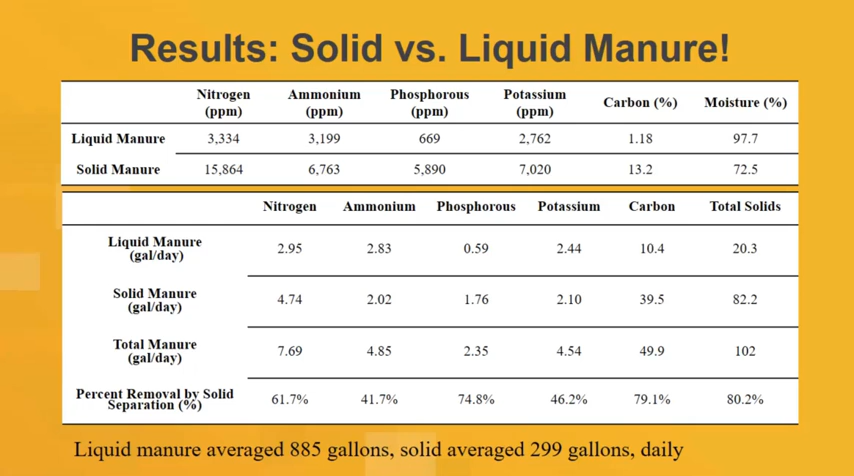 Results: Solid vs. Liquid Manure!
Nitrogen (ppm) Ammonium (ppm) Phosphorous (ppm) Potassium (ppm) Carbon (%) Moisture (%)
Liquid Manure 3,334 3,199 669 2,762 1.18 97.7
Solid Manure 15,864 6,763 5,890 7,020 13.2 72.5
Nitrogen Ammonium Phosphorous Potassium Carbon Total Solids
Liquid Manure (gal/day) 2.95 2.83 0.59 2.44 10.4 20.3
Solid Manure (gal/day) 4.74 2.02 1.76 2.10 39.5 82.2
Total Manure (gal/day) 7.69 4.85 2.35 4.54 49.9 102
Percent Removal by Solid Separation (%) 61.7% 41.7% 74.8% 46.2% 79.1% 80.2%
Liquid manure averaged 885 gallons, solid averaged 299 gallons, daily